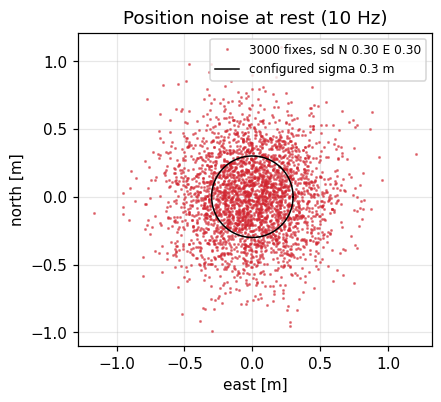 Position noise at rest (10 Hz)
3000 fixes, sd N 0.30 E 0.30
configured sigma 0.3 m
north [m]
1.0
0.5
0.0
−0.5
−1.0
−1.0 −0.5 0.0 0.5 1.0
east [m]